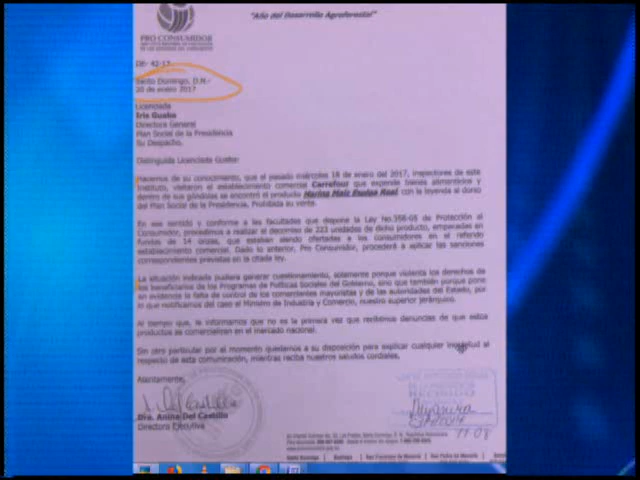 "Año del Desarrollo Agroforestal"
PRO CONSUMIDOR
DE- 42-17
Santo Domingo, D.N.-
20 de enero 2017
Licenciada
Iris Guaba
Directora General
Plan Social de la Presidencia
Su Despacho,
Distinguida Licenciada Guaba:
Hacemos de su conocimiento, que el pasado miércoles 18 de enero del 2017, inspectores de este
Instituto, visitaron el establecimiento comercial Carrefour que expende bienes alimenticios y
dentro de sus góndolas se encontró el producto Harina Maíz Espiga Real con la leyenda al dorso
del Plan Social de la Presidencia, Prohibida su venta.
En ese sentido y conforme a las facultades que dispone la Ley No.358-05 de Protección al
Consumidor, procedimos a realizar el decomiso de 223 unidades de dicho producto, empacadas en
fundas de 14 onzas, que estaban siendo ofertadas a los consumidores en el referido
establecimiento comercial. Dado lo anterior, Pro Consumidor, procederá a aplicar las sanciones
correspondientes previstas en la citada ley.
La situación indicada pudiera generar cuestionamiento, solamente porque violenta los derechos de
los beneficiarios de los Programas de Políticas Sociales del Gobierno, sino que también porque pone
en evidencia la falta de control de los comerciantes mayoristas y de las autoridades del Estado, por
lo que notificamos del caso al Ministro de Industria y Comercio, nuestro superior jerárquico.
Al tiempo que, le informamos que no es la primera vez que recibimos denuncias de que estos
productos se comercializan en el mercado nacional.
Sin otro particular por el momento quedamos a su disposición para explicar cualquier inquietud al
respecto de esta comunicación, mientras reciba nuestros saludos cordiales.
Atentamente,
Dra. Anina Del Castillo
Directora Ejecutiva
RECIBIDO
11:08